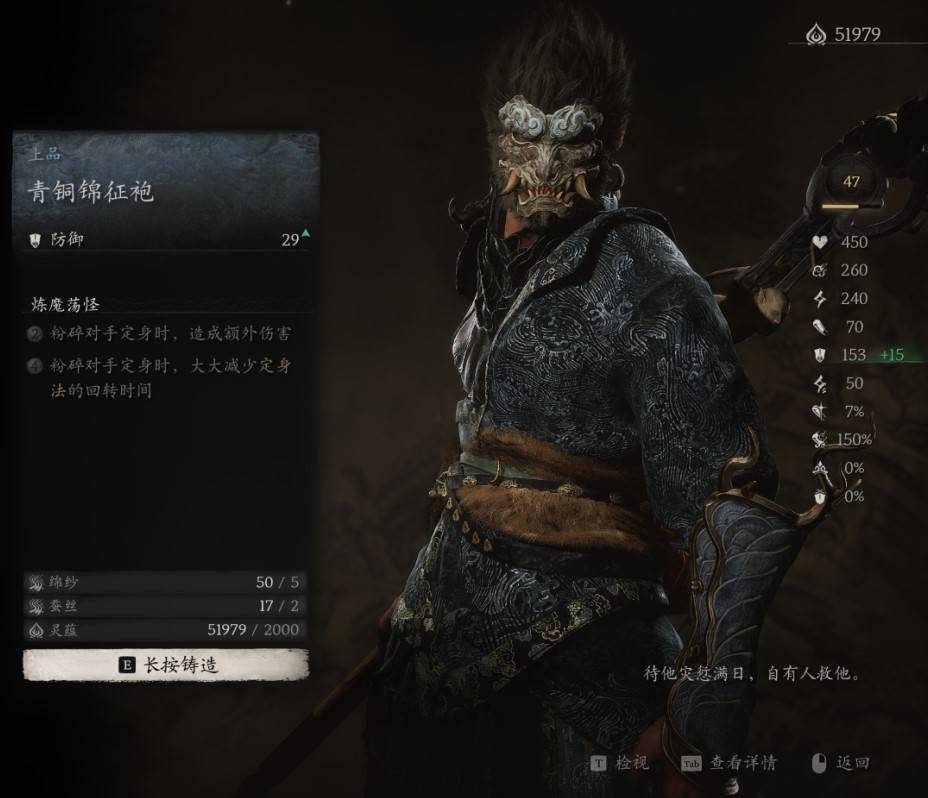 51979
上品
青铜锦征袍
防御 29
炼魔荡怪
2 粉碎对手定身时，造成额外伤害
4 粉碎对手定身时，大大减少定身
法的回转时间
绵纱 50 / 5
蚕丝 17 / 2
灵蕴 51979 / 2000
E 长按铸造
47
450
260
240
70
153 +15
50
7%
150%
0%
0%
待他灾愆满日，自有人救他。
T 检视 Tab 查看详情 返回